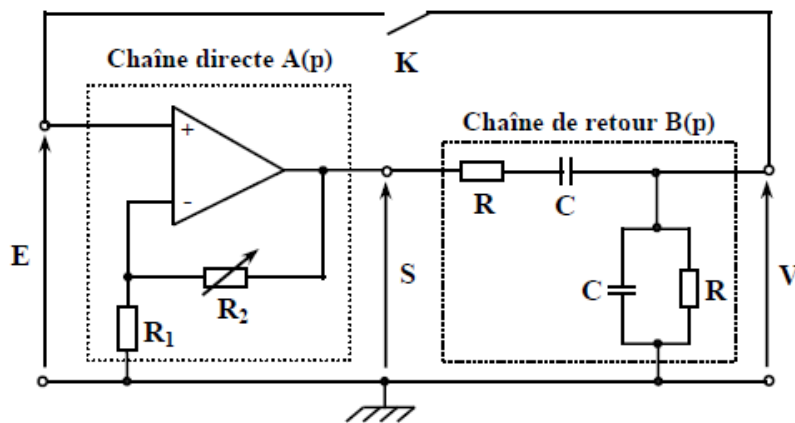 Chaîne directe A(p)
K
Chaîne de retour B(p)
+
-
R
C
E
S
V
R2
C
R
R1